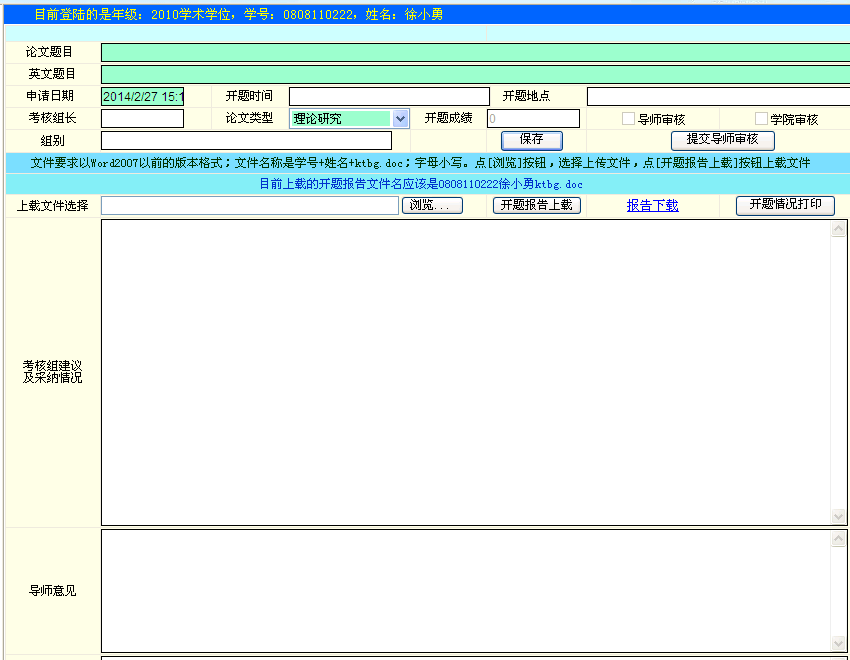 目前登陆的是年级：2010学术学位，学号：0808110222，姓名：徐小勇
论文题目
英文题目
申请日期 2014/2/27 15:1 开题时间 开题地点
考核组长 论文类型 理论研究 开题成绩 0 导师审核 学院审核
组别 保存 提交导师审核
文件要求以Word2007以前的版本格式；文件名称是学号+姓名+ktbg.doc；字母小写。点[浏览]按钮，选择上传文件，点[开题报告上载]按钮上载文件
目前上载的开题报告文件名应该是0808110222徐小勇ktbg.doc
上载文件选择 浏览... 开题报告上载 报告下载 开题情况打印
考核组建议
及采纳情况
导师意见